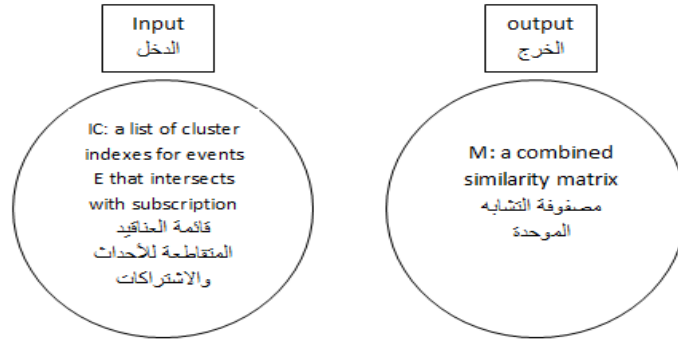 Input
الدخل
output
الخرج
IC: a list of cluster
indexes for events
E that intersects
with subscription
قائمة العناقيد
المتقاطعة للأحداث
والاشتراكات
M: a combined
similarity matrix
مصفوفة التشابه
الموحدة